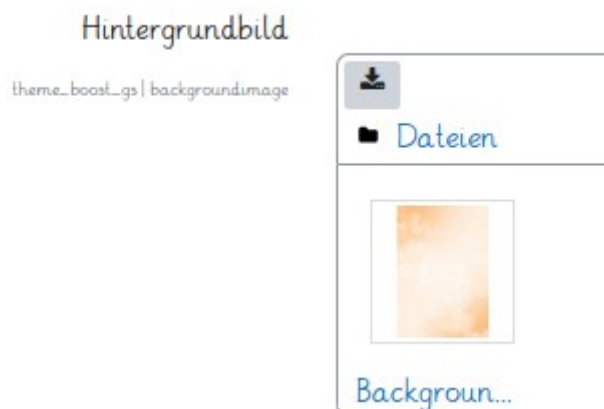 Hintergrundbild
theme_boost_gs | backgroundimage
Dateien
Backgroun...